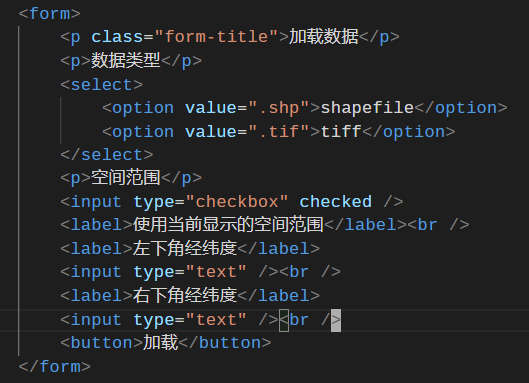 <form>
<p class="form-title">加载数据</p>
<p>数据类型</p>
<select>
<option value=".shp">shapefile</option>
<option value=".tif">tiff</option>
</select>
<p>空间范围</p>
<input type="checkbox" checked />
<label>使用当前显示的空间范围</label><br />
<label>左下角经纬度</label>
<input type="text" /><br />
<label>右下角经纬度</label>
<input type="text" /><br />
<button>加载</button>
</form>